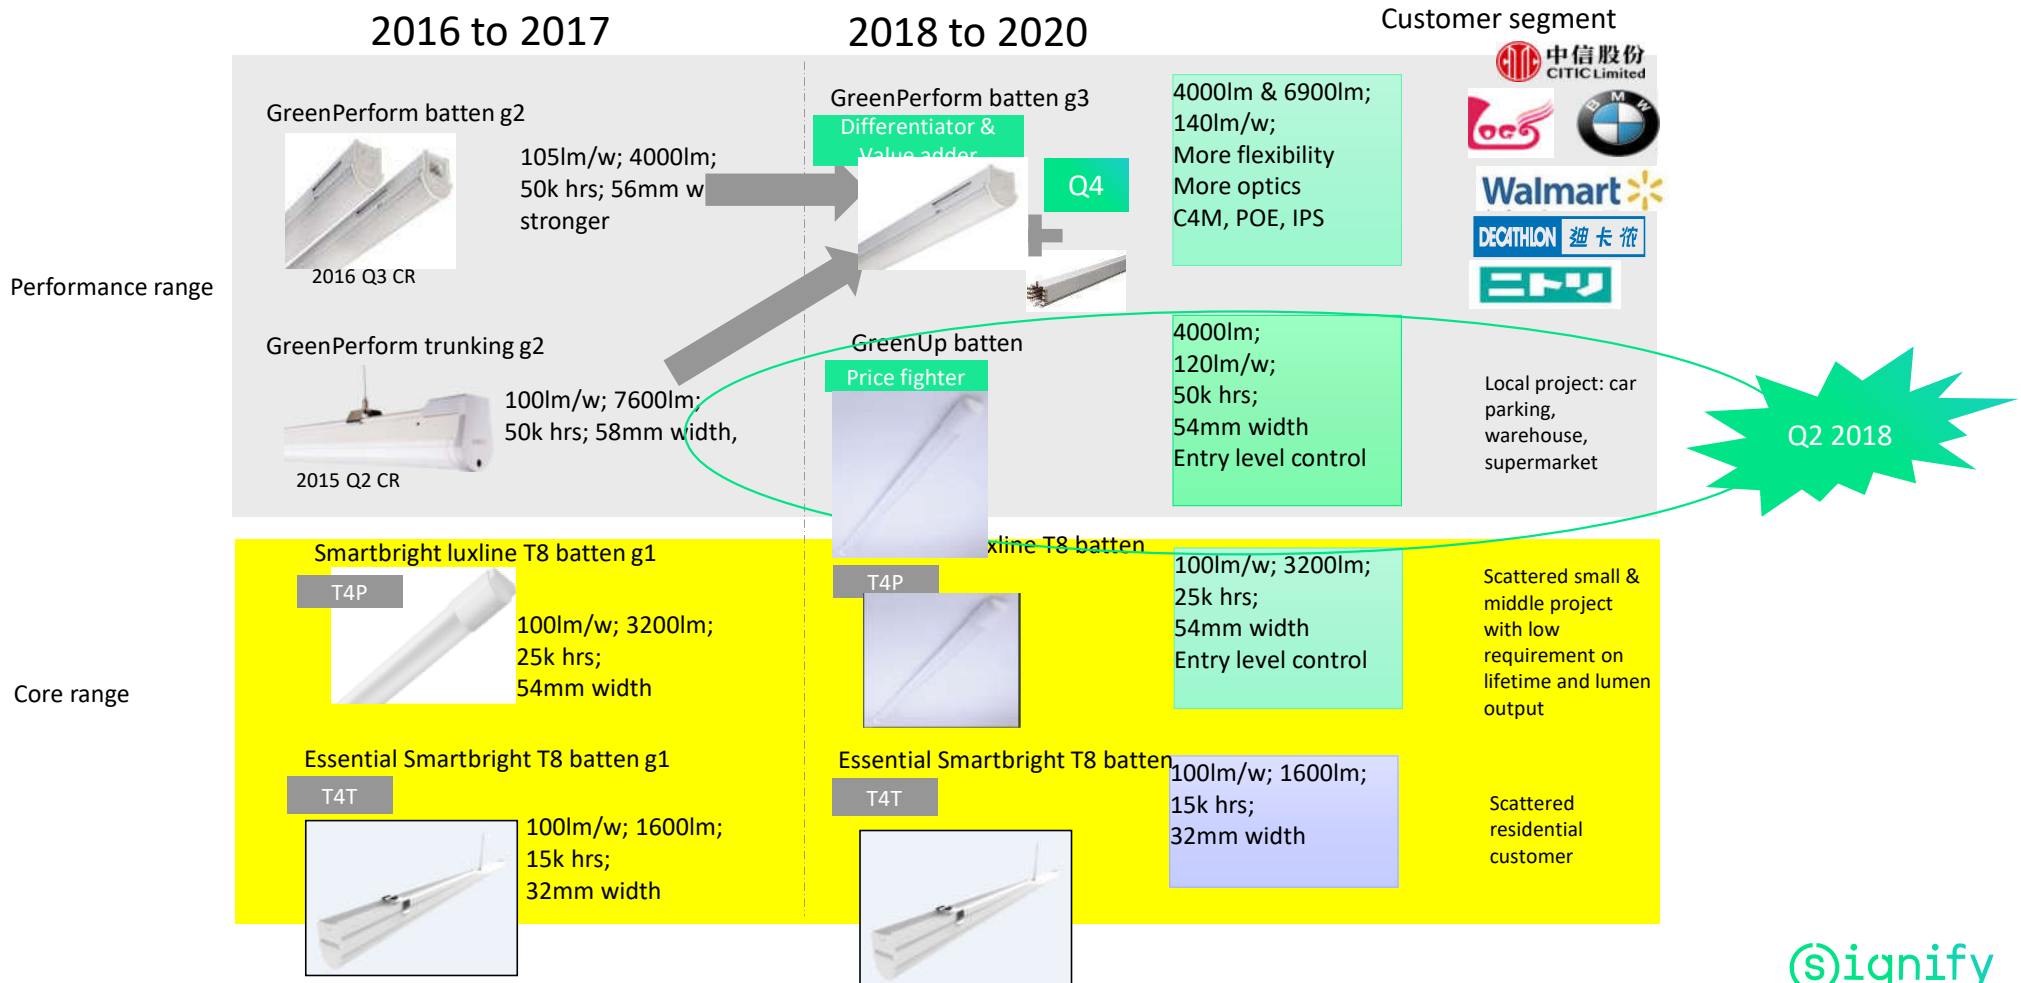 2016 to 2017
2018 to 2020
Customer segment
中信股份
CITIC Limited
GreenPerform batten g2
105lm/w; 4000lm;
50k hrs; 56mm w
stronger
2016 Q3 CR
GreenPerform batten g3
Differentiator &
Value adder
Q4
4000lm & 6900lm;
140lm/w;
More flexibility
More optics
C4M, POE, IPS
BMW
Walmart
DECATHLON 迪卡侬
ニトリ
Performance range
GreenPerform trunking g2
100lm/w; 7600lm;
50k hrs; 58mm width,
2015 Q2 CR
GreenUp batten
Price fighter
4000lm;
120lm/w;
50k hrs;
54mm width
Entry level control
Local project: car
parking,
warehouse,
supermarket
Q2 2018
Core range
Smartbright luxline T8 batten g1
T4P
100lm/w; 3200lm;
25k hrs;
54mm width
xline T8 batten
T4P
100lm/w; 3200lm;
25k hrs;
54mm width
Entry level control
Scattered small &
middle project
with low
requirement on
lifetime and lumen
output
Essential Smartbright T8 batten g1
T4T
100lm/w; 1600lm;
15k hrs;
32mm width
Essential Smartbright T8 batten
T4T
100lm/w; 1600lm;
15k hrs;
32mm width
Scattered
residential
customer
Signify